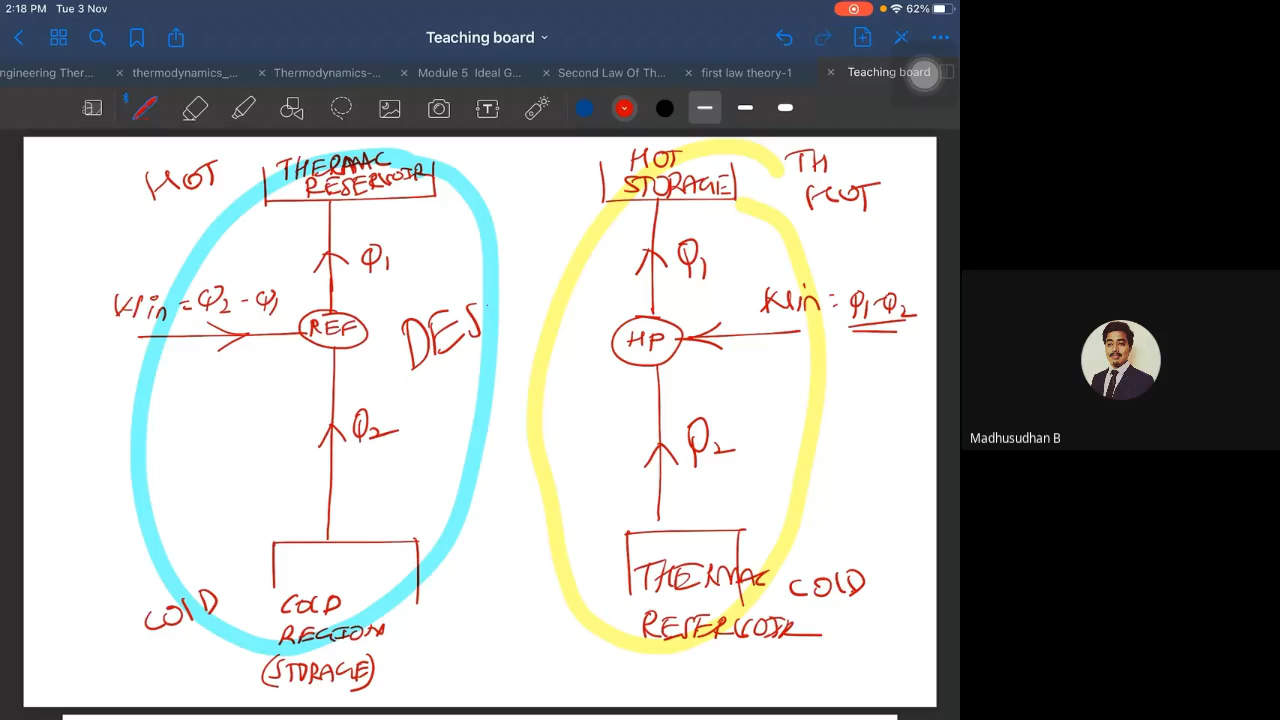 2:18 PM Tue 3 Nov
62%
Teaching board
ngineering Ther...
thermodynamics_...
Thermodynamics-...
Module 5 Ideal G...
Second Law Of Th...
first law theory-1
Teaching board
HOT
THERMAL
RESERVOIR
HOT
STORAGE
TH
HOT
Q1
Q1
Win = Q2 - Q1
REF
DES
Win = Q1-Q2
HP
Q2
Q2
COLD
COLD
REGION
(STORAGE)
THERMAL
RESERVOIR
COLD
Madhusudhan B